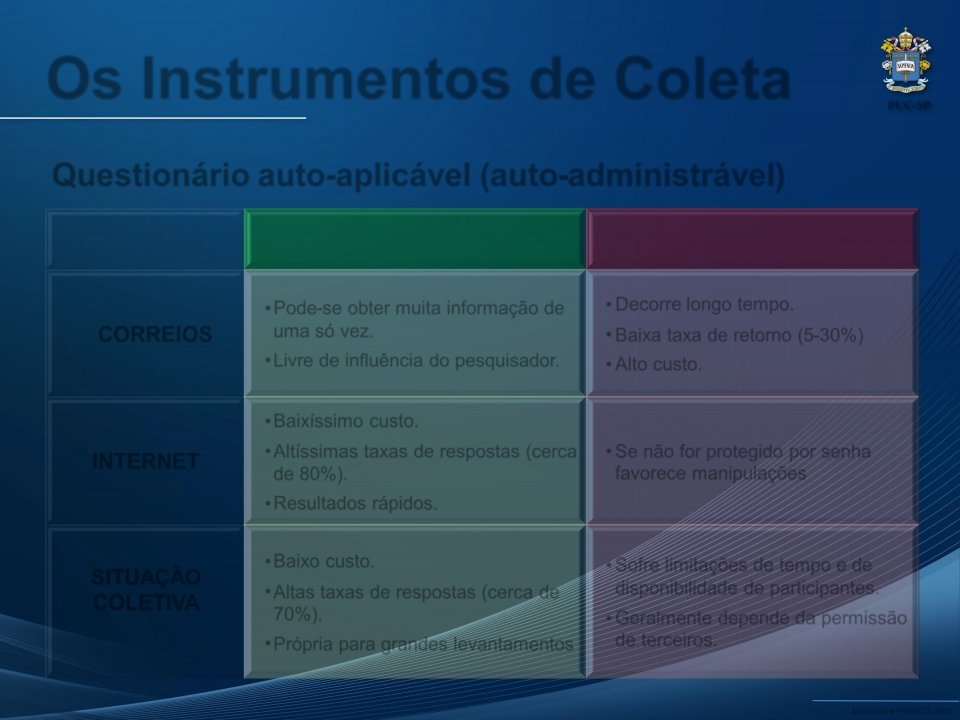 Os Instrumentos de Coleta
SAPIENTIA
PUC-SP
Questionário auto-aplicável (auto-administrável)
CORREIOS
•Pode-se obter muita informação de
uma só vez.
•Livre de influência do pesquisador.
•Decorre longo tempo.
•Baixa taxa de retorno (5-30%)
•Alto custo.
INTERNET
•Baixíssimo custo.
•Altíssimas taxas de respostas (cerca
de 80%).
•Resultados rápidos.
•Se não for protegido por senha
favorece manipulações
SITUAÇÃO
COLETIVA
•Baixo custo.
•Altas taxas de respostas (cerca de
70%).
•Própria para grandes levantamentos
•Sofre limitações de tempo e de
disponibilidade de participantes.
•Geralmente depende da permissão
de terceiros.